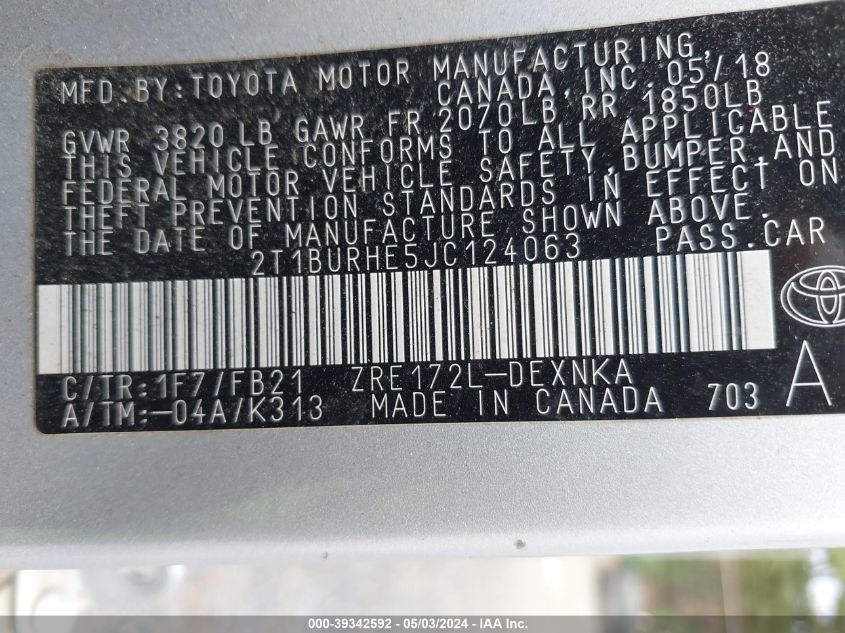 MFD. BY: TOYOTA MOTOR MANUFACTURING,
CANADA, INC. 05/18
GVWR 3820 LB GAWR FR 2070LB RR 1850LB
THIS VEHICLE CONFORMS TO ALL APPLICABLE
FEDERAL MOTOR VEHICLE SAFETY, BUMPER, AND
THEFT PREVENTION STANDARDS IN EFFECT ON
THE DATE OF MANUFACTURE SHOWN ABOVE.
2T1BURHE5JC124063 PASS. CAR
C/TR: 1F7/FB21 ZRE172L-DEXNKA A
A/TM: -04A/K313 MADE IN CANADA 703
000-39342592 - 05/03/2024 - IAA Inc.